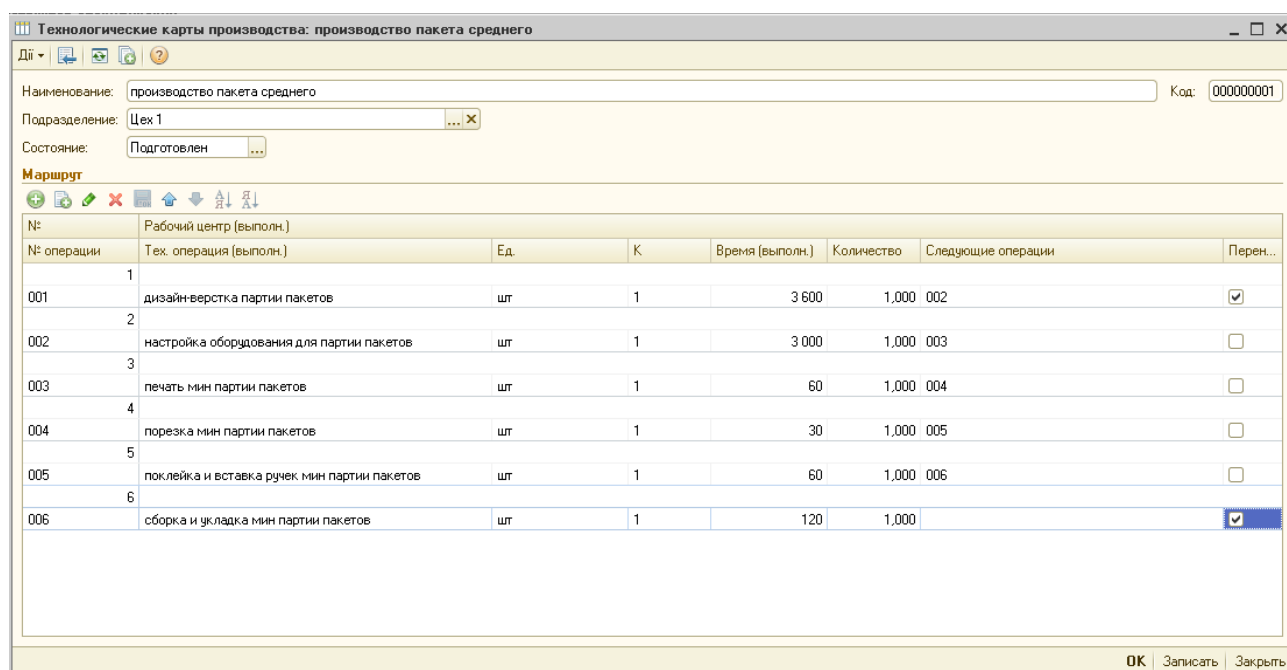 Технологические карты производства: производство пакета среднего
Дії
Наименование: производство пакета среднего Код: 000000001
Подразделение: Цех 1 ...
Состояние: Подготовлен ...
Маршрут
№ Рабочий центр (выполн.)
№ операции Тех. операция (выполн.) Ед. К Время (выполн.) Количество Следующие операции Перен...
1
001 дизайн-верстка партии пакетов шт 1 3 600 1,000 002
2
002 настройка оборудования для партии пакетов шт 1 3 000 1,000 003
3
003 печать мин партии пакетов шт 1 60 1,000 004
4
004 порезка мин партии пакетов шт 1 30 1,000 005
5
005 поклейка и вставка ручек мин партии пакетов шт 1 60 1,000 006
6
006 сборка и укладка мин партии пакетов шт 1 120 1,000
OK Записать Закрыть